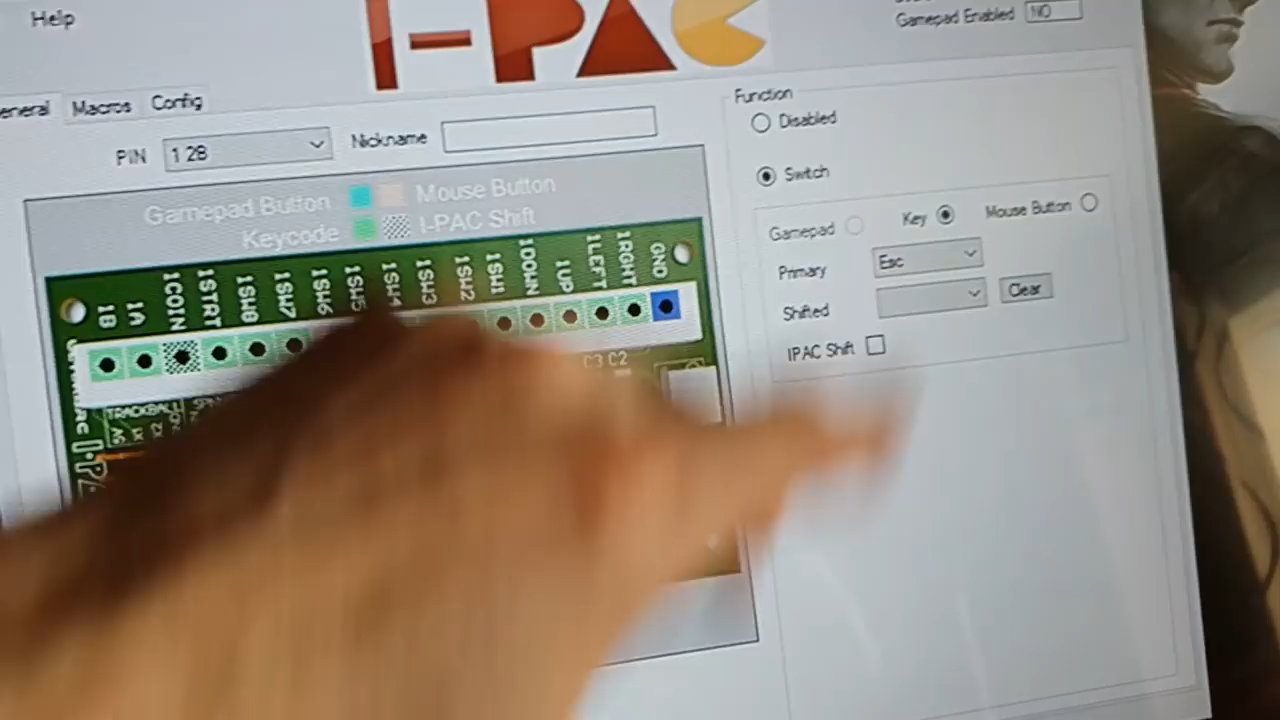 Help
I-PAC
Gamepad Enabled NO
Macros Config
Function
PIN 1 2B Nickname
Disabled
Switch
Gamepad Button Mouse Button
Keycode I-PAC Shift
Gamepad Key Mouse Button
Primary Esc
Shifted Clear
IPAC Shift
1B 1A 1COIN 1STRT 1SW8 1SW7 1SW6 1SW5 1SW4 1SW3 1SW2 1SW1 1DOWN 1UP 1LEFT 1RGHT GND
C3 C2
TRACKBALL